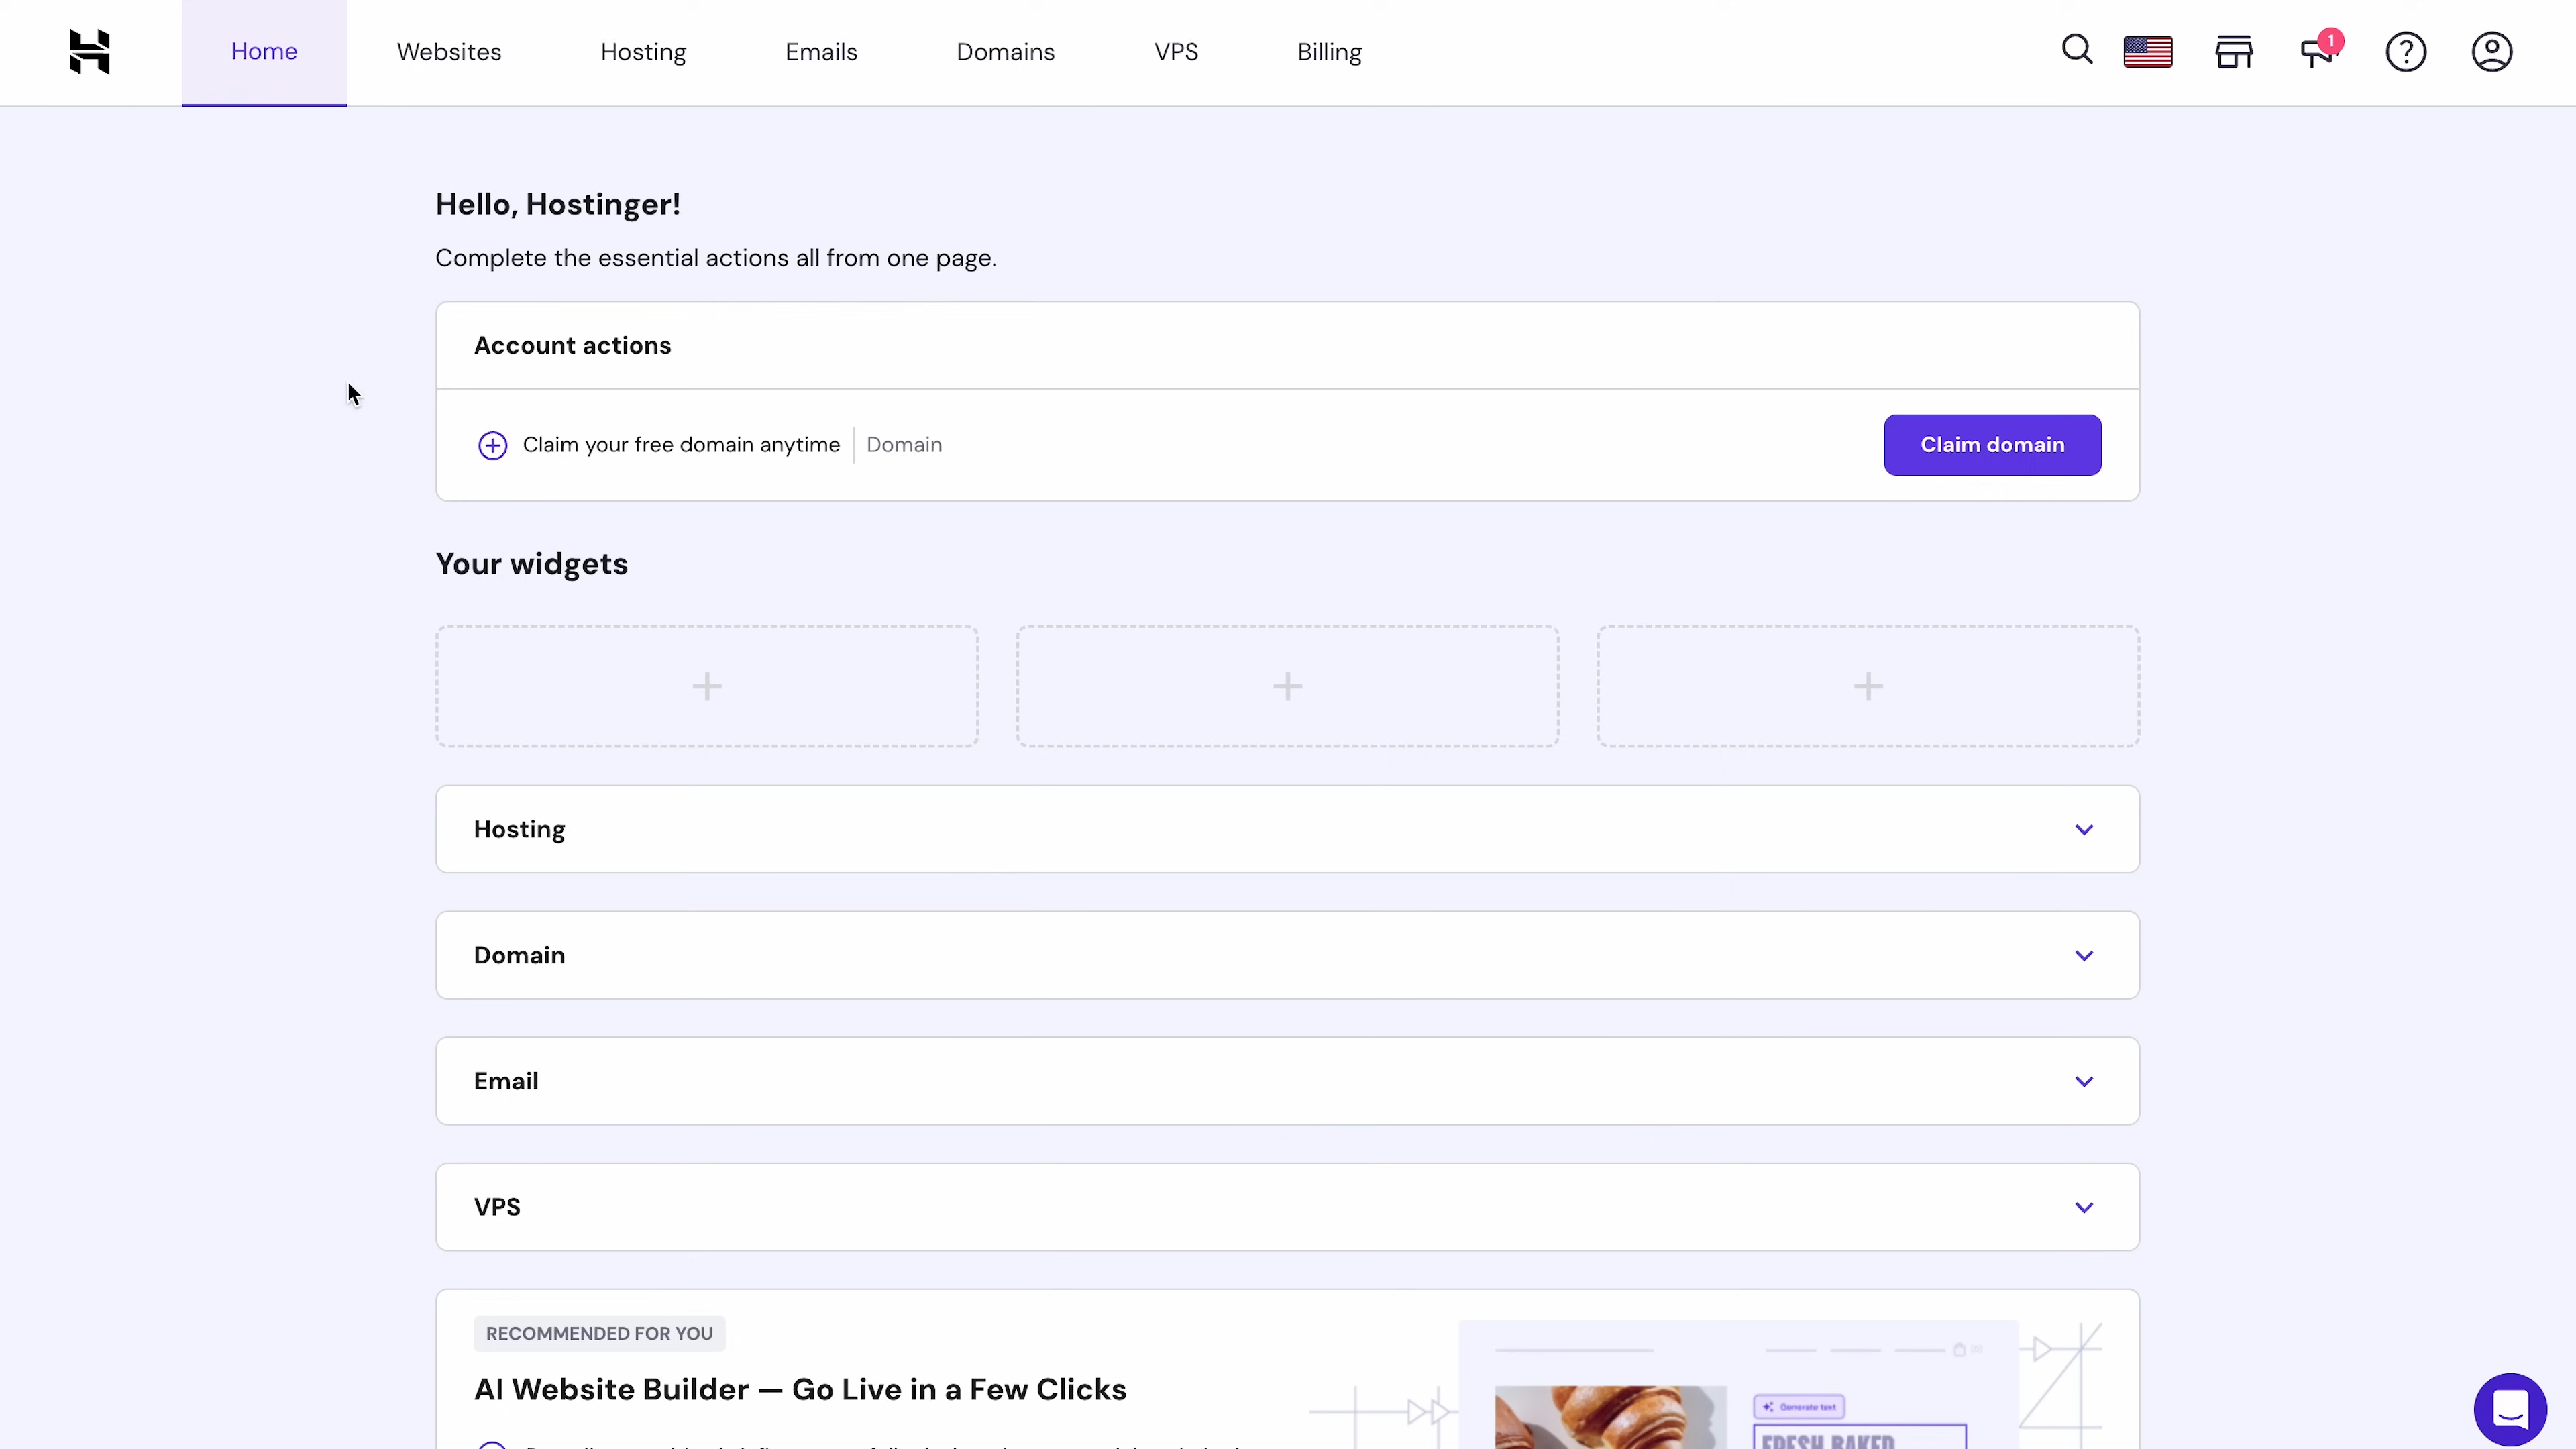 Home
Websites
Hosting
Emails
Domains
VPS
Billing
1
Hello, Hostinger!
Complete the essential actions all from one page.
Account actions
Claim your free domain anytime
Domain
Claim domain
Your widgets
Hosting
Domain
Email
VPS
RECOMMENDED FOR YOU
AI Website Builder — Go Live in a Few Clicks
Generate text
FRESH BAKED